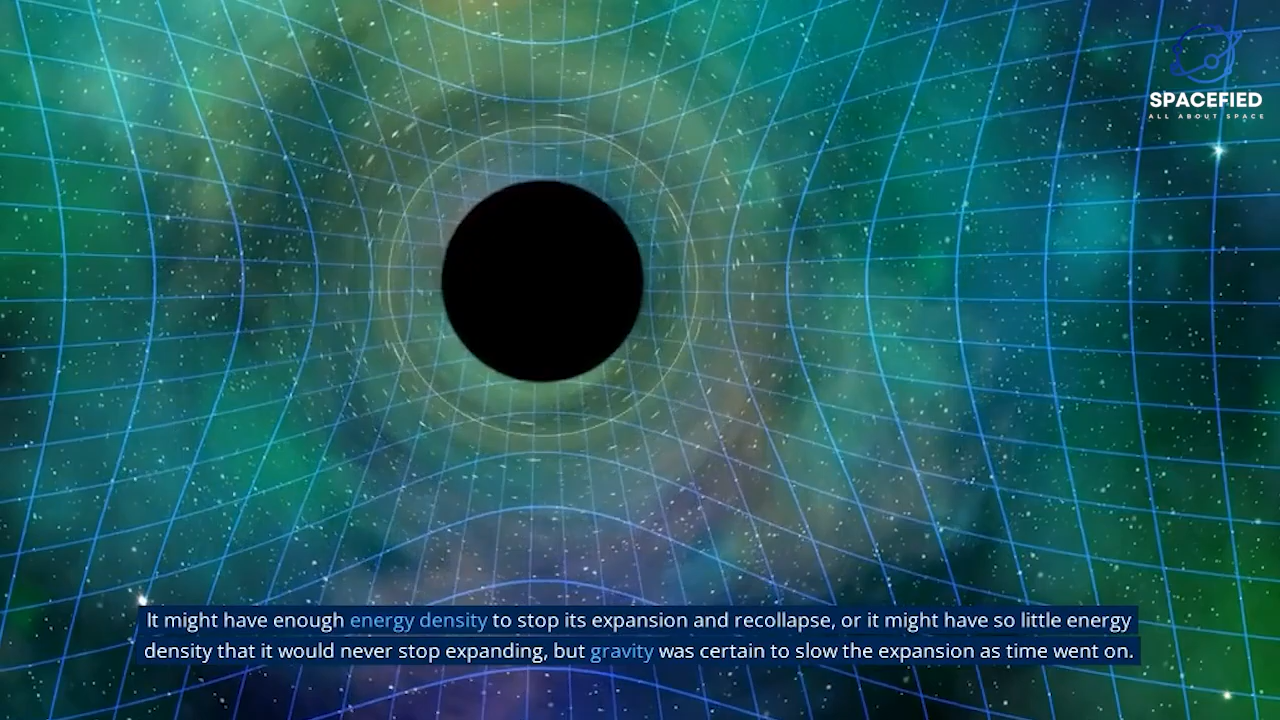 SPACEFIED
ALL ABOUT SPACE
It might have enough energy density to stop its expansion and recollapse, or it might have so little energy
density that it would never stop expanding, but gravity was certain to slow the expansion as time went on.